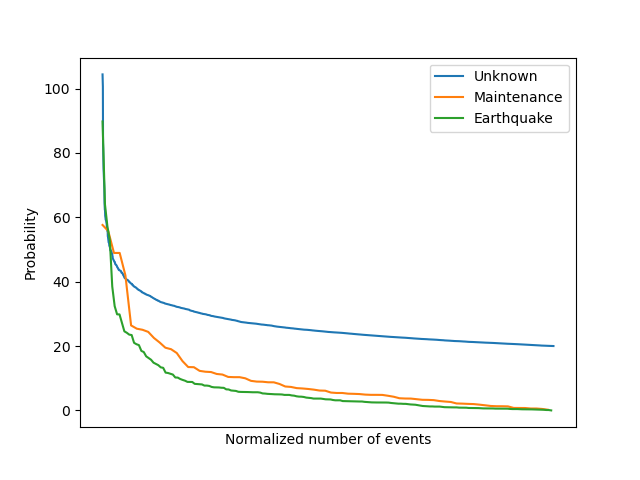 Unknown
Maintenance
Earthquake
100
80
60
40
20
0
Probability
Normalized number of events